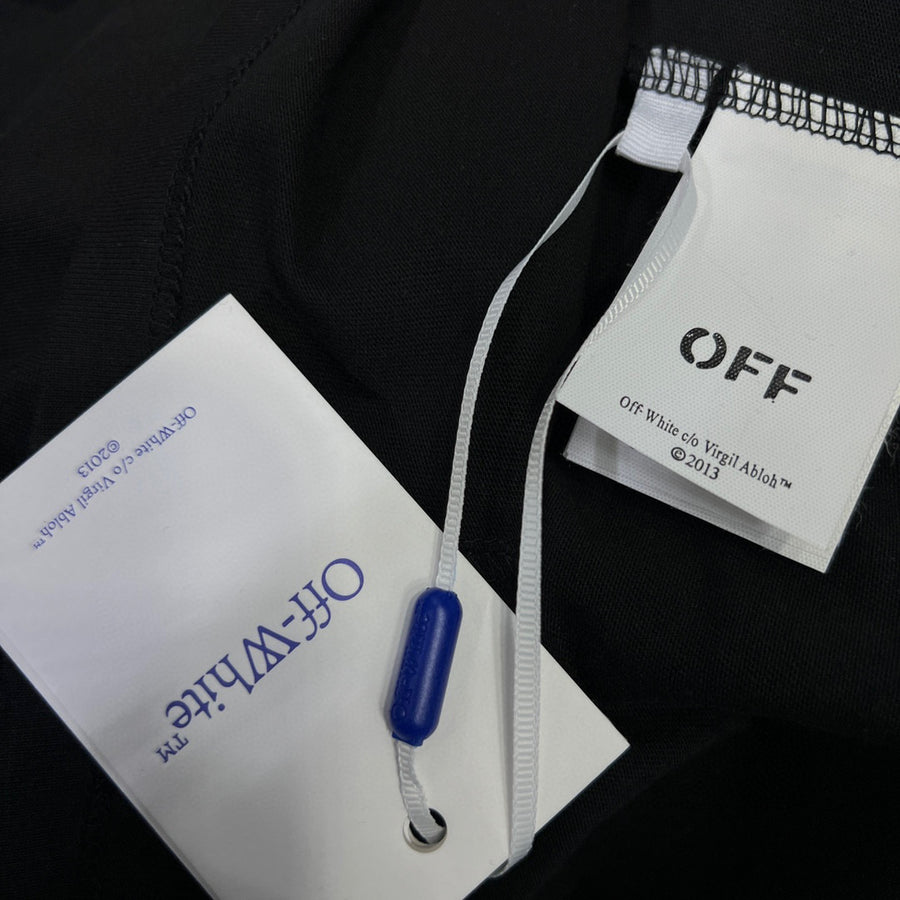 OFF
Off-White c/o Virgil Abloh™
©2013
Off-White™
Off-White c/o Virgil Abloh™
©2013